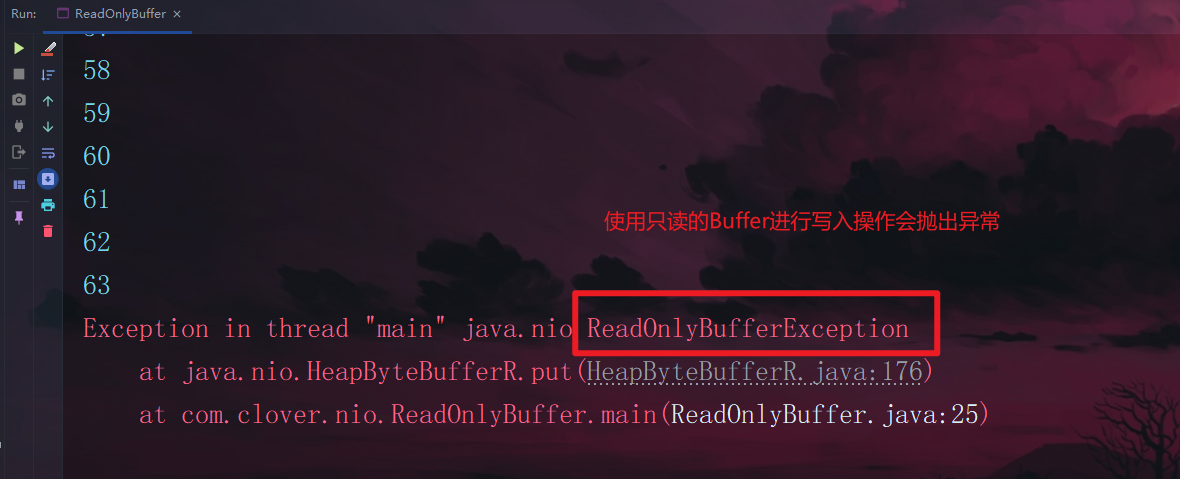 Run: ReadOnlyBuffer ×
58
59
60
61
62
63
使用只读的Buffer进行写入操作会抛出异常
Exception in thread "main" java.nio.ReadOnlyBufferException
at java.nio.HeapByteBufferR.put(HeapByteBufferR.java:176)
at com.clover.nio.ReadOnlyBuffer.main(ReadOnlyBuffer.java:25)